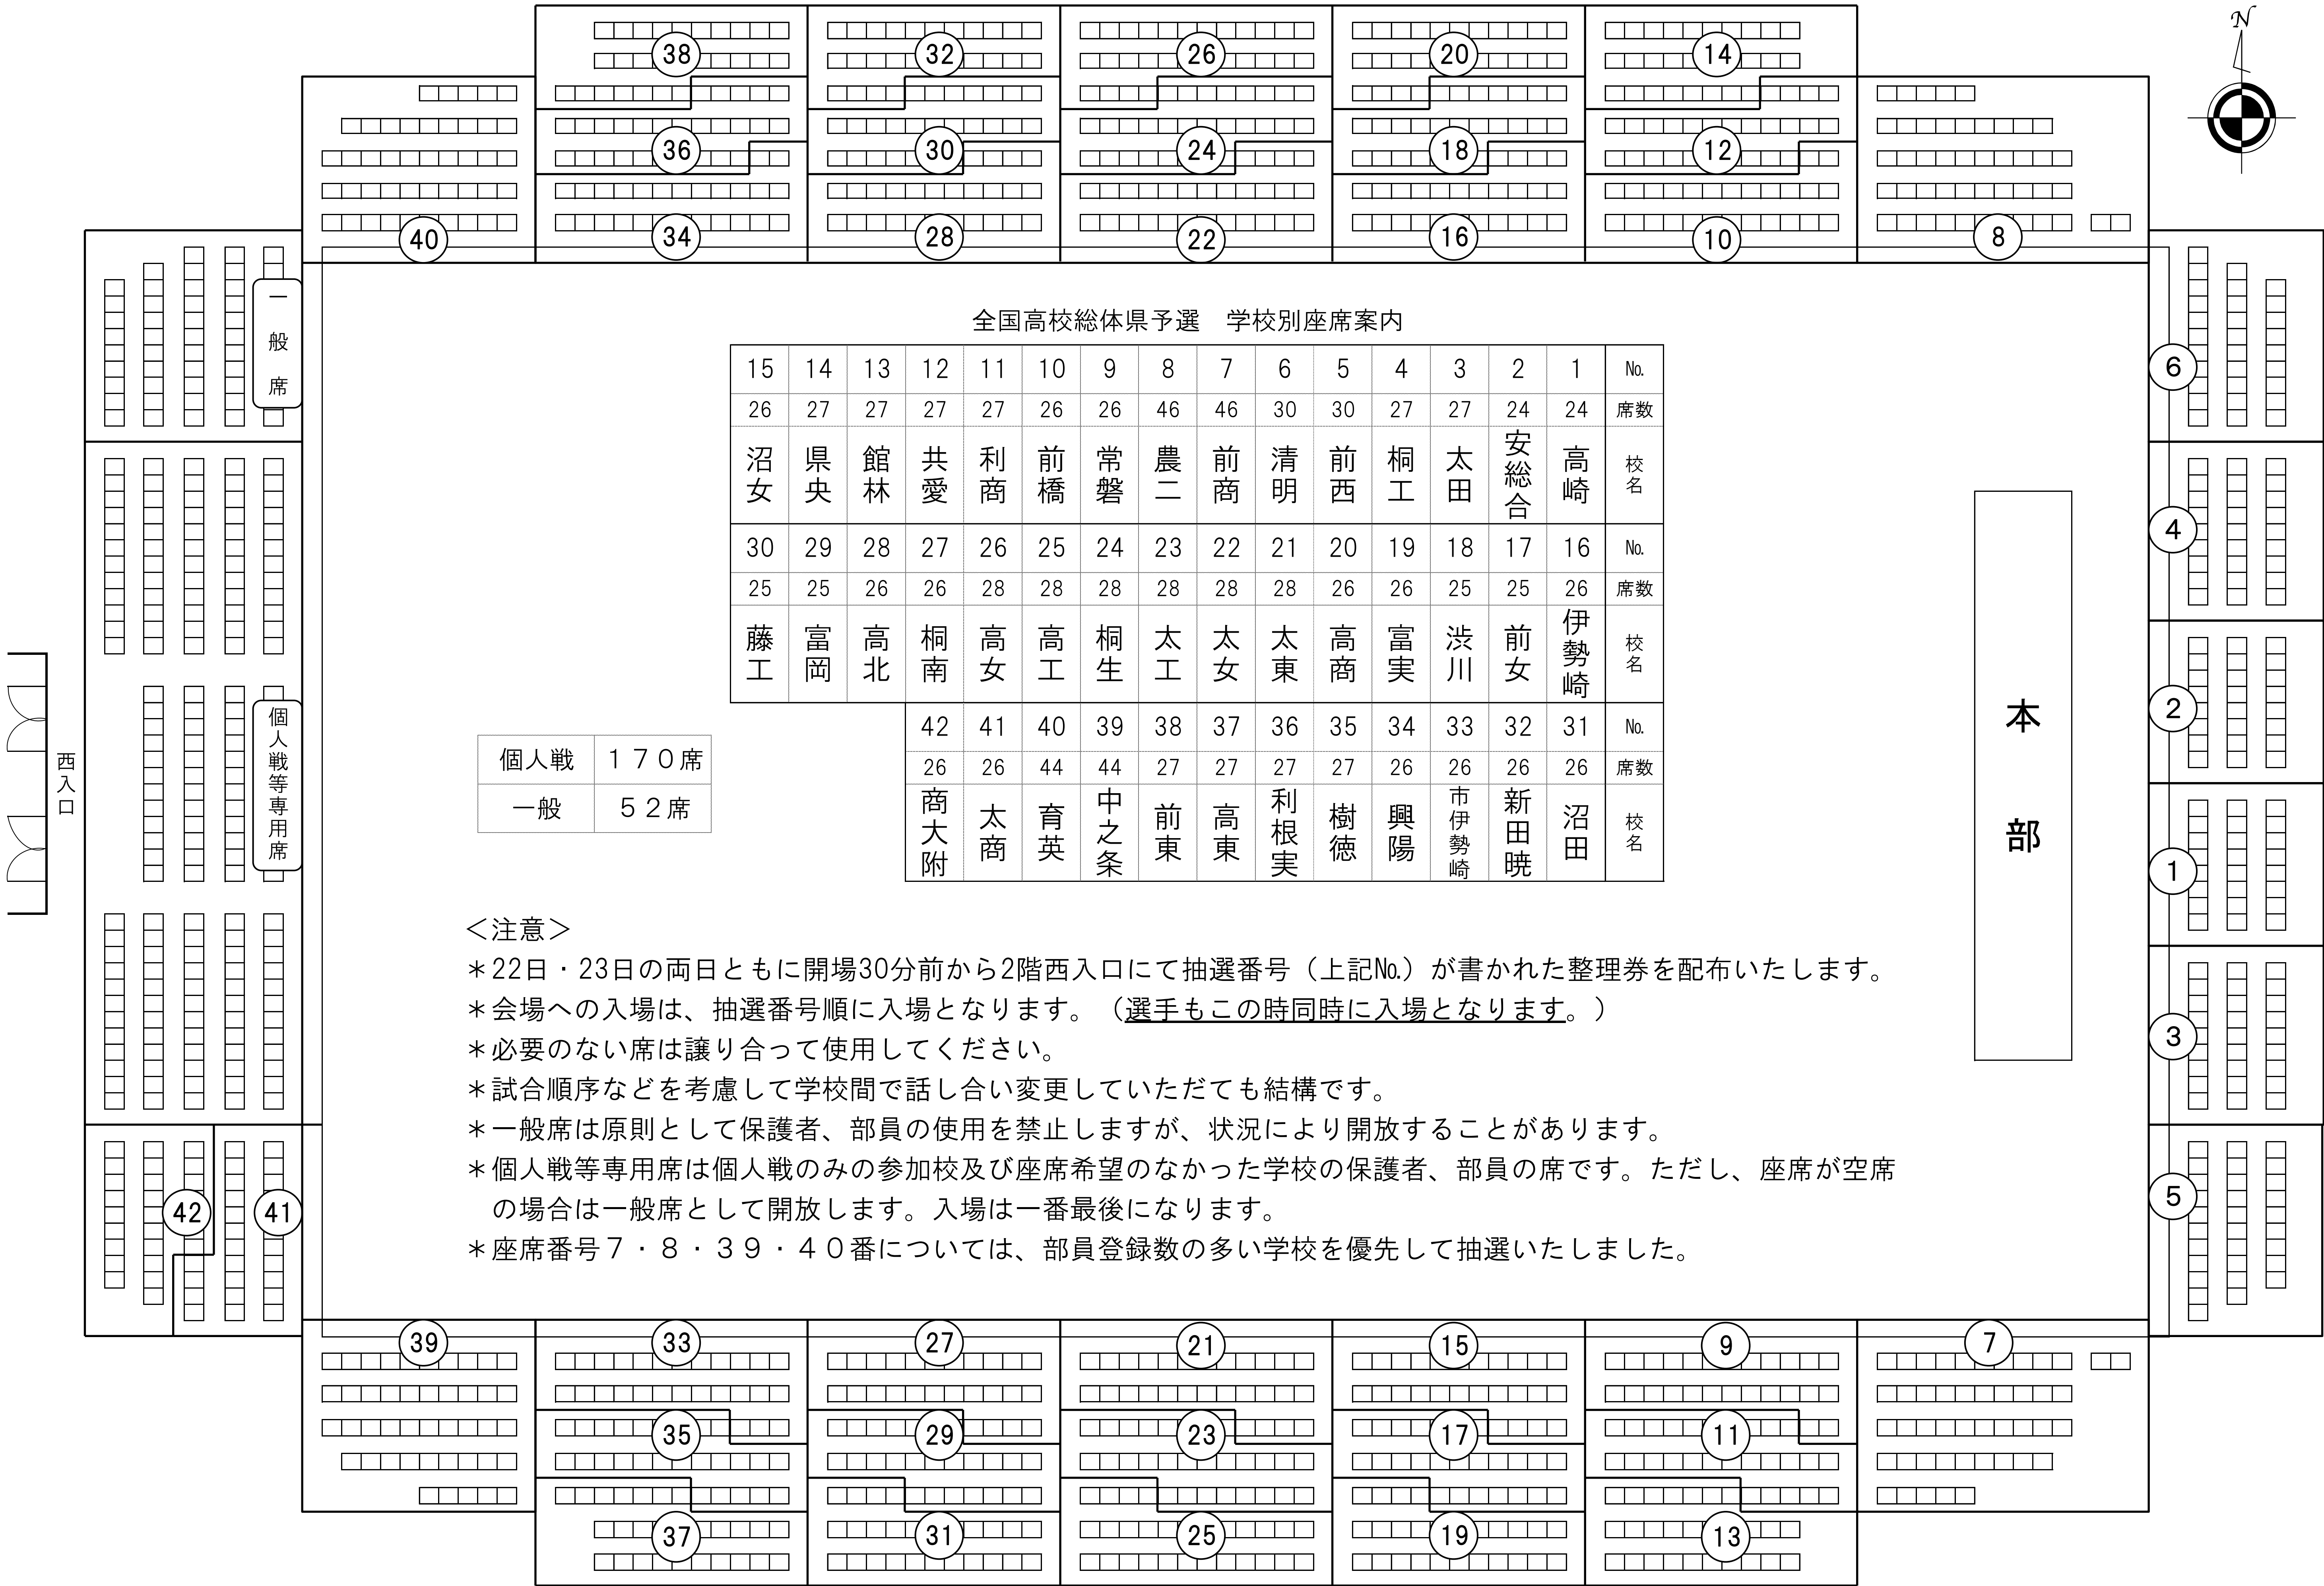 N
38 32 26 20 14
36 30 24 18 12
40 34 28 22 16 10 8
一般席
6
4
2
1
3
5
西入口
個人戦等専用席
42 41
本部
全国高校総体県予選　学校別座席案内
15 14 13 12 11 10 9 8 7 6 5 4 3 2 1 №
26 27 27 27 27 26 26 46 46 30 30 27 27 24 24 席数
沼女 県央 館林 共愛 利商 前橋 常磐 農二 前商 清明 前西 桐工 太田 安総合 高崎 校名
30 29 28 27 26 25 24 23 22 21 20 19 18 17 16 №
25 25 26 26 28 28 28 28 28 28 26 26 25 25 26 席数
藤工 富岡 高北 桐南 高女 高工 桐生 太工 太女 太東 高商 富実 渋川 前女 伊勢崎 校名
42 41 40 39 38 37 36 35 34 33 32 31 №
26 26 44 44 27 27 27 27 26 26 26 26 席数
商大附 太商 育英 中之条 前東 高東 利根実 樹徳 興陽 市伊勢崎 新田暁 沼田 校名
個人戦 １７０席
一般 ５２席
＜注意＞
＊22日・23日の両日ともに開場30分前から2階西入口にて抽選番号（上記№）が書かれた整理券を配布いたします。
＊会場への入場は、抽選番号順に入場となります。（選手もこの時同時に入場となります。）
＊必要のない席は譲り合って使用してください。
＊試合順序などを考慮して学校間で話し合い変更していただても結構です。
＊一般席は原則として保護者、部員の使用を禁止しますが、状況により開放することがあります。
＊個人戦等専用席は個人戦のみの参加校及び座席希望のなかった学校の保護者、部員の席です。ただし、座席が空席
の場合は一般席として開放します。入場は一番最後になります。
＊座席番号７・８・３９・４０番については、部員登録数の多い学校を優先して抽選いたしました。
39 33 27 21 15 9 7
35 29 23 17 11
37 31 25 19 13